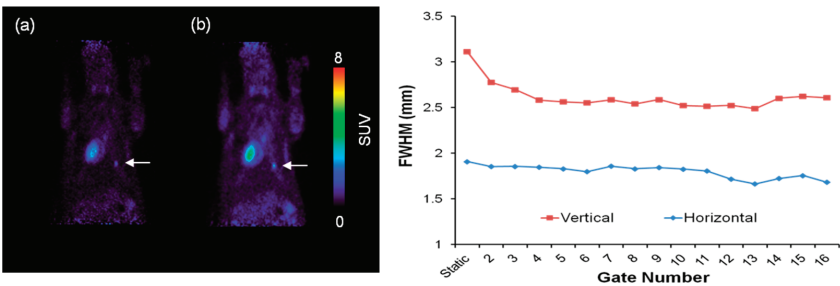 (a)
(b)
8
SUV
0
3.5
3
2.5
2
1.5
1
FWHM (mm)
Vertical
Horizontal
Static 2 3 4 5 6 7 8 9 10 11 12 13 14 15 16
Gate Number